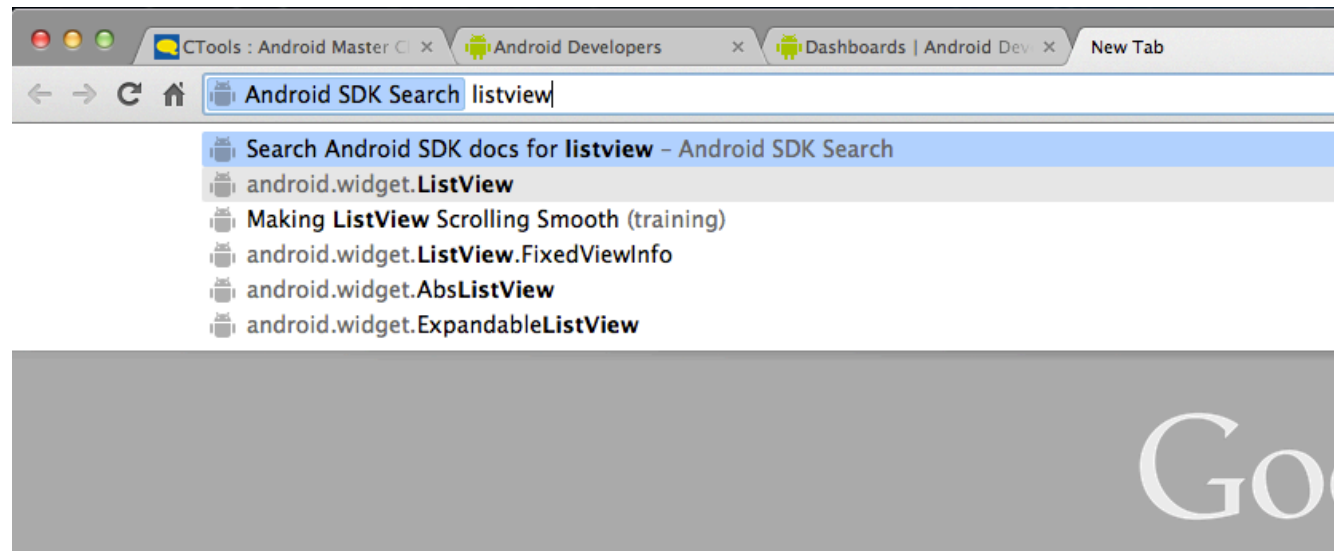 CTools : Android Master C
Android Developers
Dashboards | Android Dev
New Tab
Android SDK Search listview
Search Android SDK docs for listview – Android SDK Search
android.widget.ListView
Making ListView Scrolling Smooth (training)
android.widget.ListView.FixedViewInfo
android.widget.AbsListView
android.widget.ExpandableListView
Goo